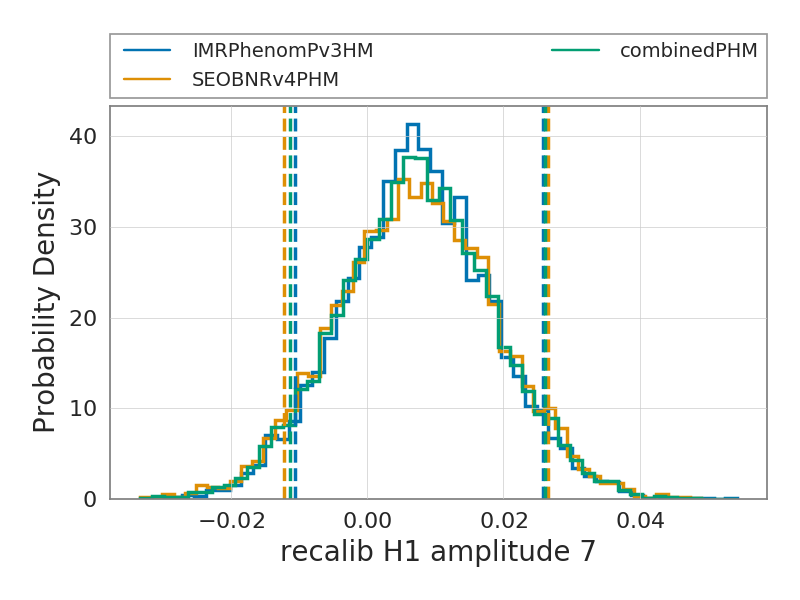 IMRPhenomPv3HM
SEOBNRv4PHM
combinedPHM
40
30
20
10
0
Probability Density
−0.02 0.00 0.02 0.04
recalib H1 amplitude 7